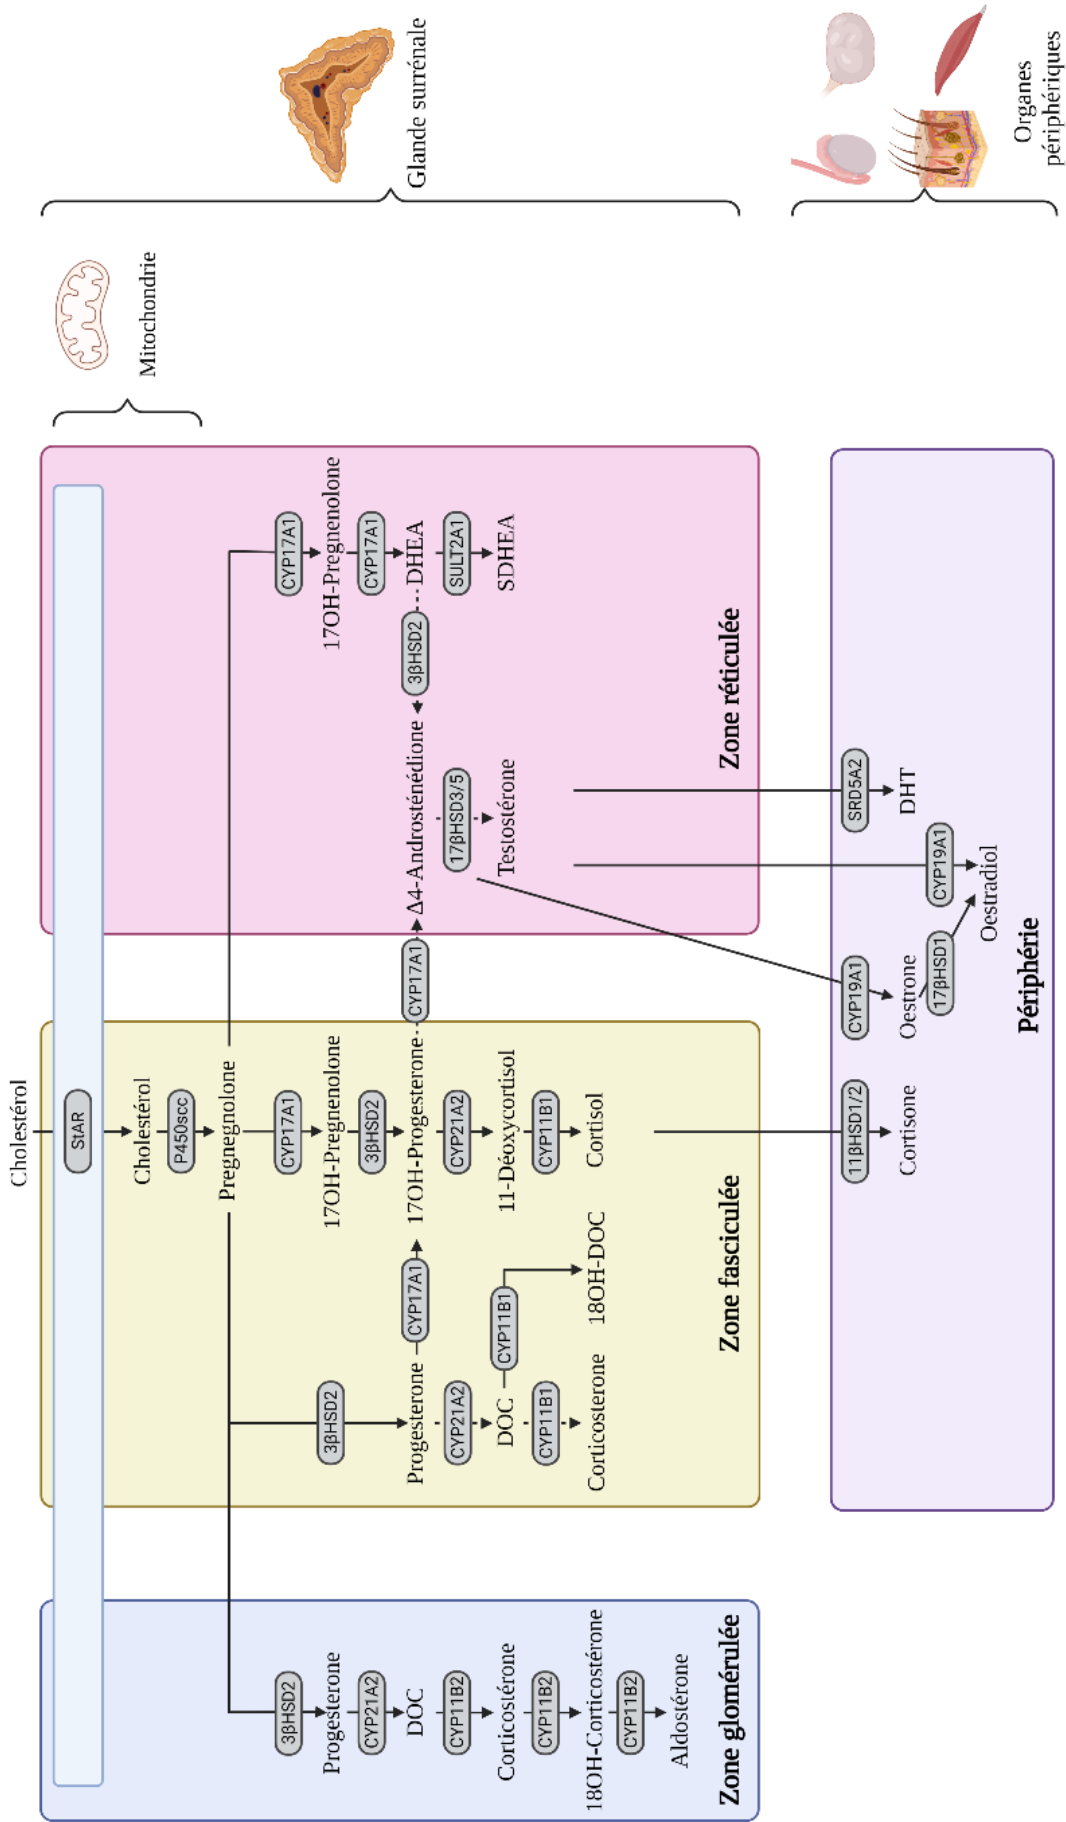 Cholestérol
StAR
Cholestérol
P450scc
Pregnegnolone
Mitochondrie
Glande surrénale
3βHSD2
Progesterone
CYP21A2
DOC
CYP11B2
Corticostérone
CYP11B2
18OH-Corticostérone
CYP11B2
Aldostérone
Zone glomérulée
3βHSD2
Progesterone
CYP17A1
CYP21A2
DOC
CYP11B1
18OH-DOC
CYP11B1
Corticosterone
CYP17A1
17OH-Pregnenolone
3βHSD2
17OH-Progesterone
CYP21A2
11-Déoxycortisol
CYP11B1
Cortisol
Zone fasciculée
CYP17A1
CYP17A1
17OH-Pregnenolone
CYP17A1
DHEA
3βHSD2
Δ4-Androsténédione
SULT2A1
SDHEA
17βHSD3/5
Testostérone
Zone réticulée
11βHSD1/2
Cortisone
CYP19A1
Oestrone
17βHSD1
CYP19A1
Oestradiol
SRD5A2
DHT
Périphérie
Organes
périphériques